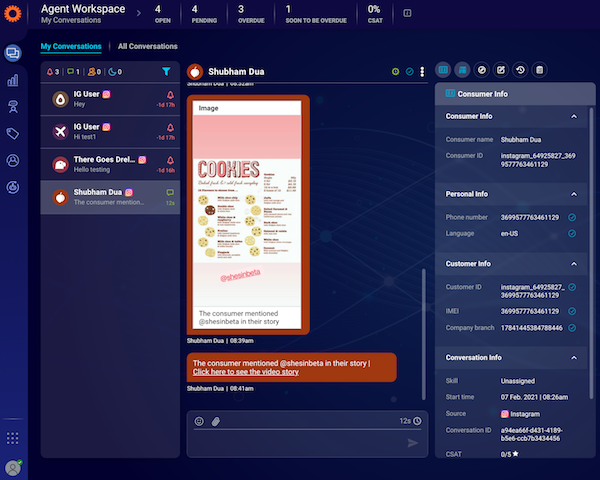 Agent Workspace
My Conversations
4
OPEN
4
PENDING
3
OVERDUE
1
SOON TO BE OVERDUE
0%
CSAT
My Conversations
All Conversations
3
1
0
0
IG User
Hey
-1d 17h
IG User
Hi test1
-1d 17h
There Goes Drel...
Hello testing
-1d 16h
Shubham Dua
The consumer mention...
12s
Shubham Dua
Shubham Dua | 08:32am
Image
COOKIES
@shesinbeta
The consumer mentioned
@shesinbeta in their story
Shubham Dua | 08:39am
The consumer mentioned @shesinbeta in their story |
Click here to see the video story
Shubham Dua | 08:41am
12s
Consumer Info
Consumer Info
Consumer name
Shubham Dua
Consumer ID
instagram_64925827_369
9577763461129
Personal Info
Phone number
3699577763461129
Language
en-US
Customer Info
Customer ID
instagram_64925827_
3699577763461129
IMEI
3699577763461129
Company branch
17841445384788446
Conversation Info
Skill
Unassigned
Start time
07 Feb. 2021 | 08:26am
Source
Instagram
Conversation ID
a94ea66f-d431-4189-
b5e6-ccb7b3434456
CSAT
0/5